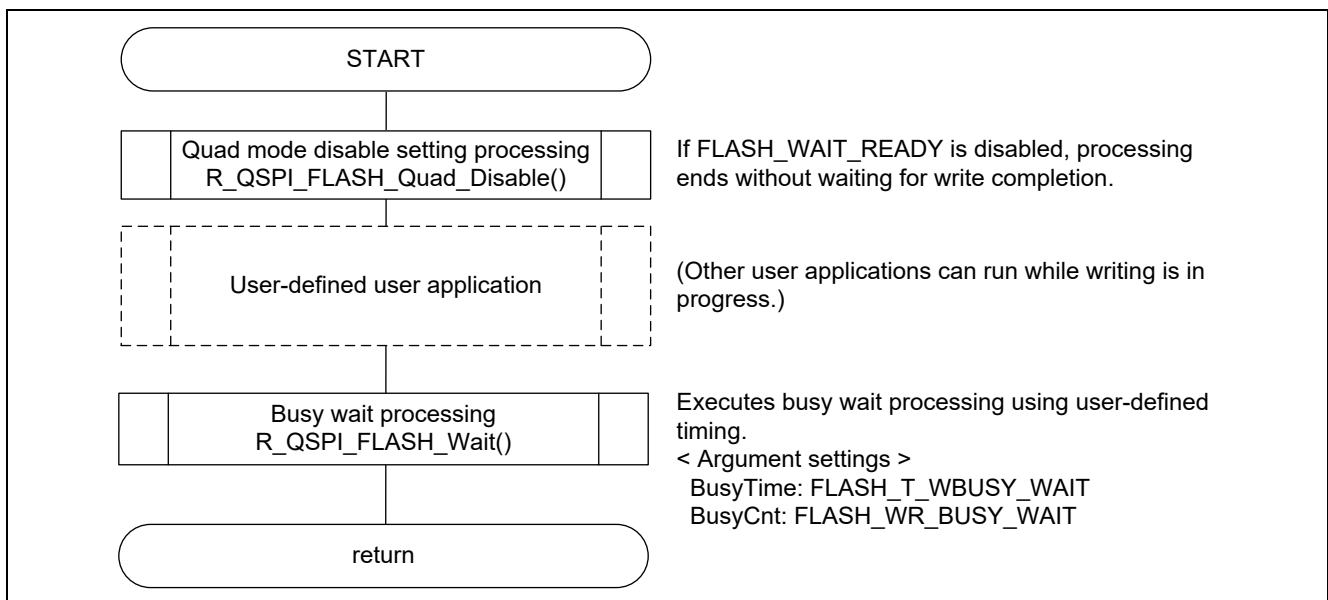 START
Quad mode disable setting processing
R_QSPI_FLASH_Quad_Disable()
If FLASH_WAIT_READY is disabled, processing
ends without waiting for write completion.
User-defined user application
(Other user applications can run while writing is in
progress.)
Busy wait processing
R_QSPI_FLASH_Wait()
Executes busy wait processing using user-defined
timing.
< Argument settings >
BusyTime: FLASH_T_WBUSY_WAIT
BusyCnt: FLASH_WR_BUSY_WAIT
return